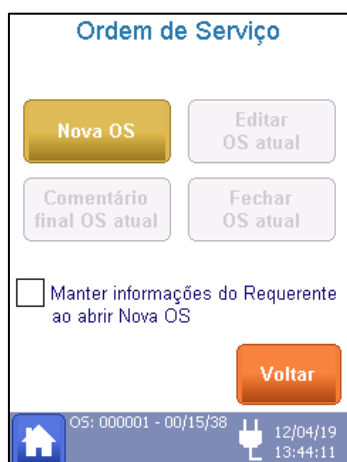 Ordem de Serviço
Nova OS
Editar
OS atual
Comentário
final OS atual
Fechar
OS atual
Manter informações do Requerente
ao abrir Nova OS
Voltar
OS: 000001 - 00/15/38
12/04/19
13:44:11